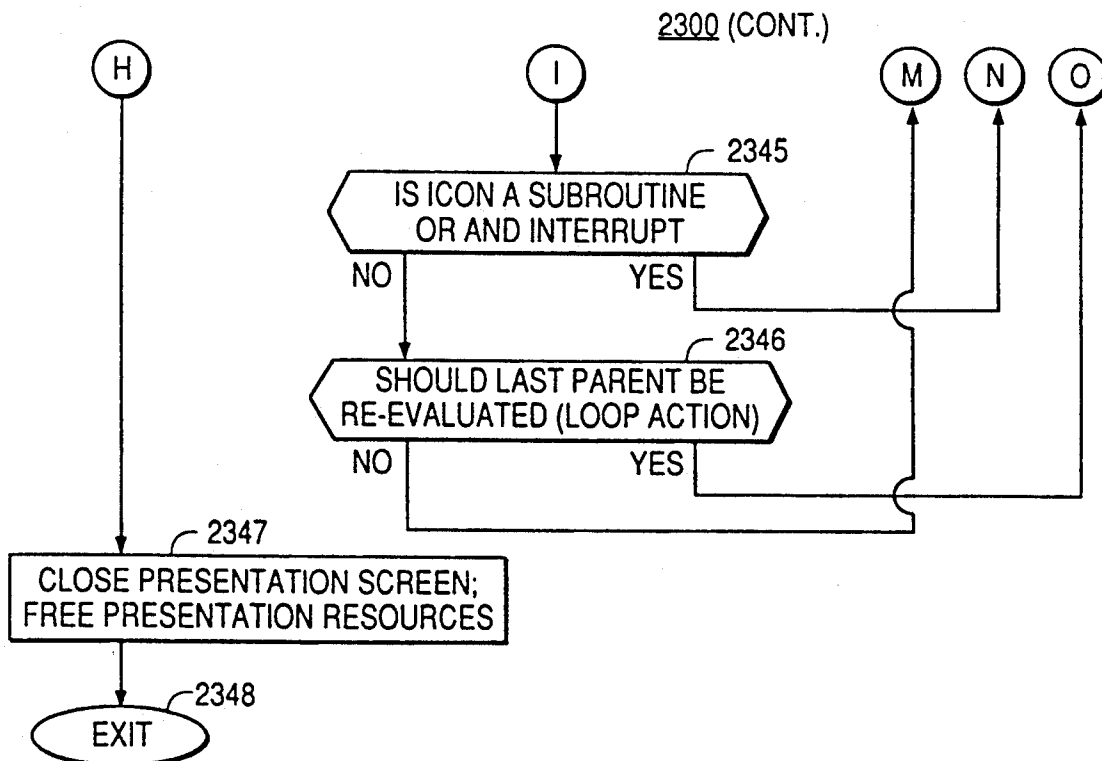 2300 (CONT.)
H
I
M
N
O
2345
IS ICON A SUBROUTINE
OR AND INTERRUPT
NO
YES
2346
SHOULD LAST PARENT BE
RE-EVALUATED (LOOP ACTION)
NO
YES
2347
CLOSE PRESENTATION SCREEN;
FREE PRESENTATION RESOURCES
2348
EXIT